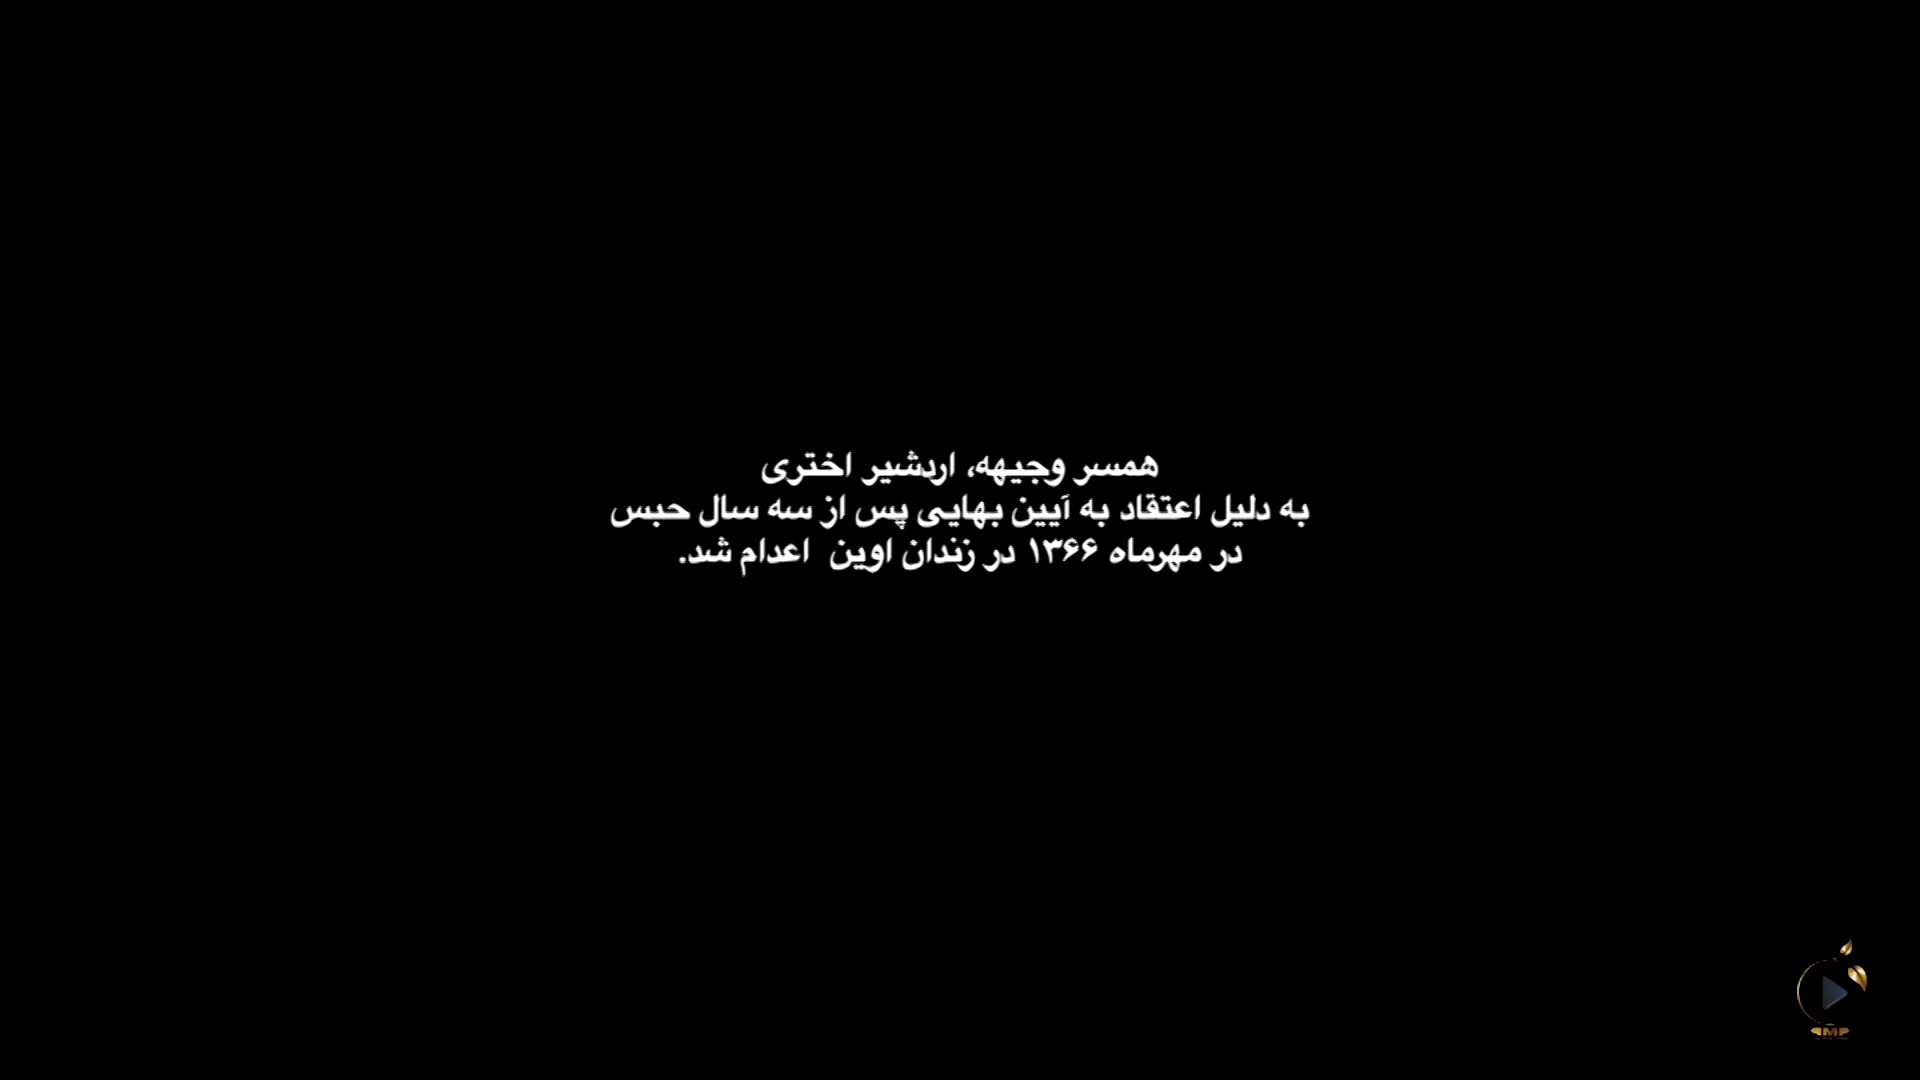 همسر وجیهه، اردشیر اختری
به دلیل اعتقاد به آیین بهایی پس از سه سال حبس
در مهرماه ۱۳۶۶ در زندان اوین اعدام شد.
PMP